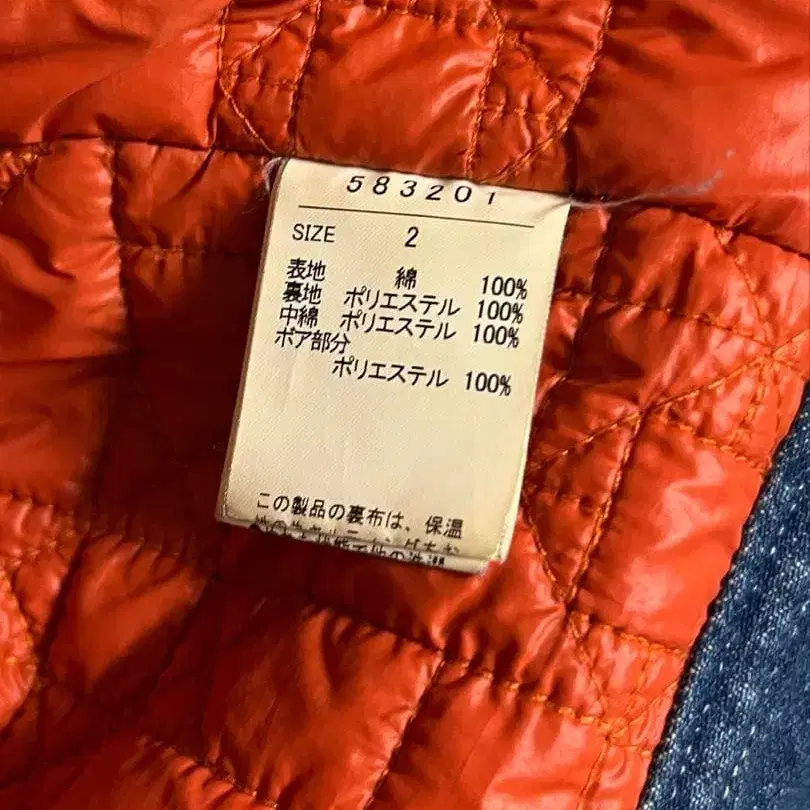 583201
SIZE 2
表地 綿 100%
裏地 ポリエステル 100%
中綿 ポリエステル 100%
ボア部分
ポリエステル 100%
この製品の裏布は、保温